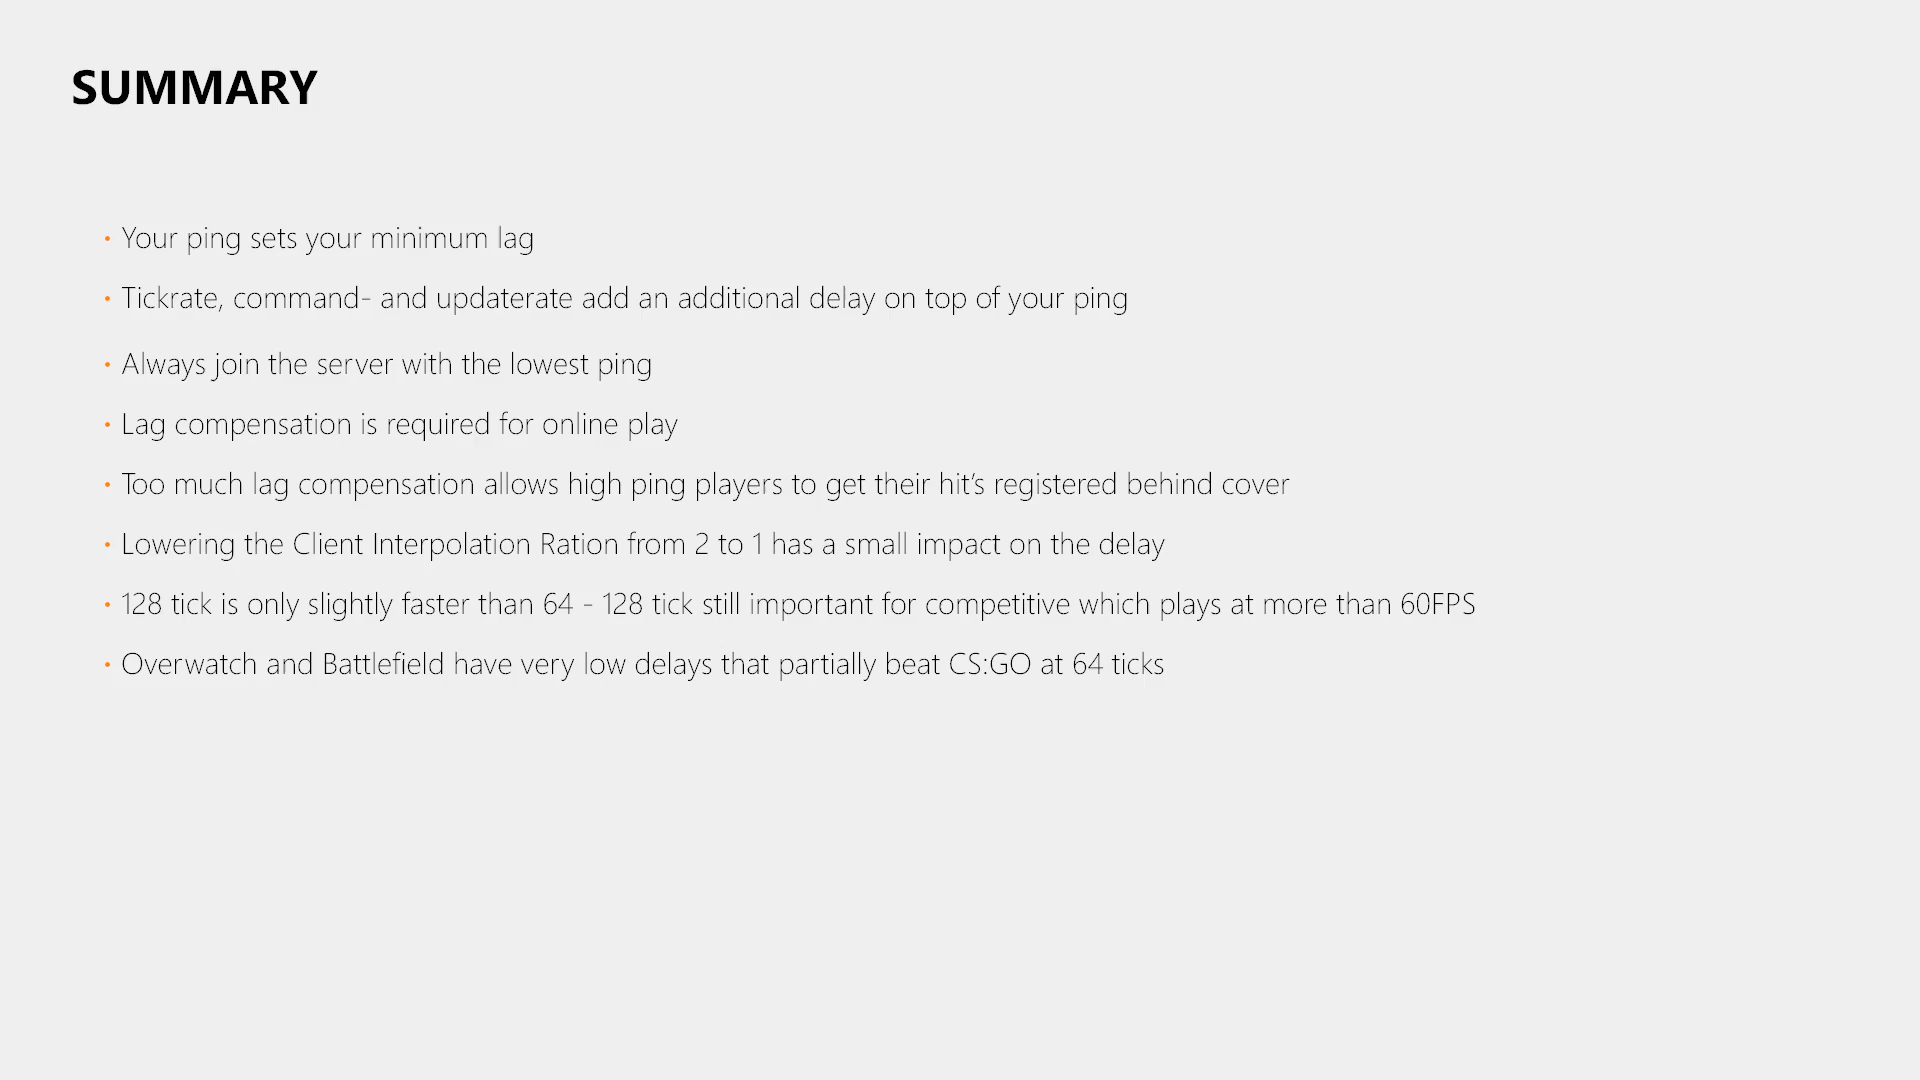 SUMMARY
• Your ping sets your minimum lag
• Tickrate, command- and updaterate add an additional delay on top of your ping
• Always join the server with the lowest ping
• Lag compensation is required for online play
• Too much lag compensation allows high ping players to get their hit’s registered behind cover
• Lowering the Client Interpolation Ration from 2 to 1 has a small impact on the delay
• 128 tick is only slightly faster than 64 - 128 tick still important for competitive which plays at more than 60FPS
• Overwatch and Battlefield have very low delays that partially beat CS:GO at 64 ticks